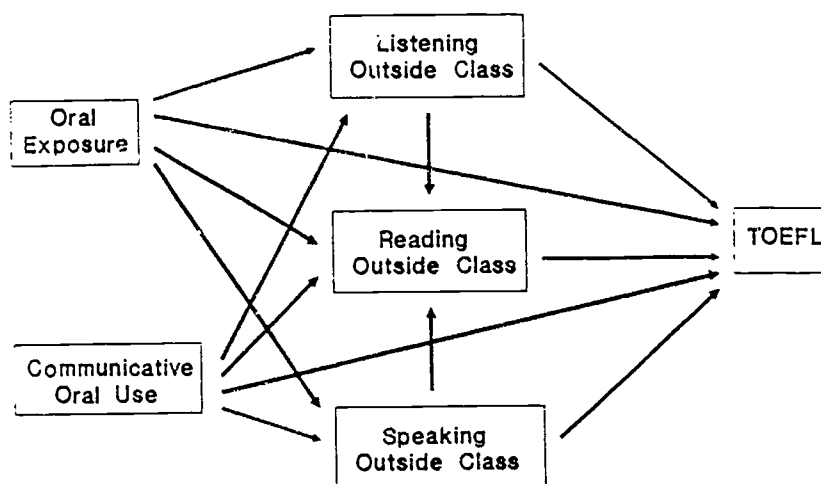 Listening
Outside Class
Oral
Exposure
Reading
Outside Class
TOEFL
Communicative
Oral Use
Speaking
Outside Class